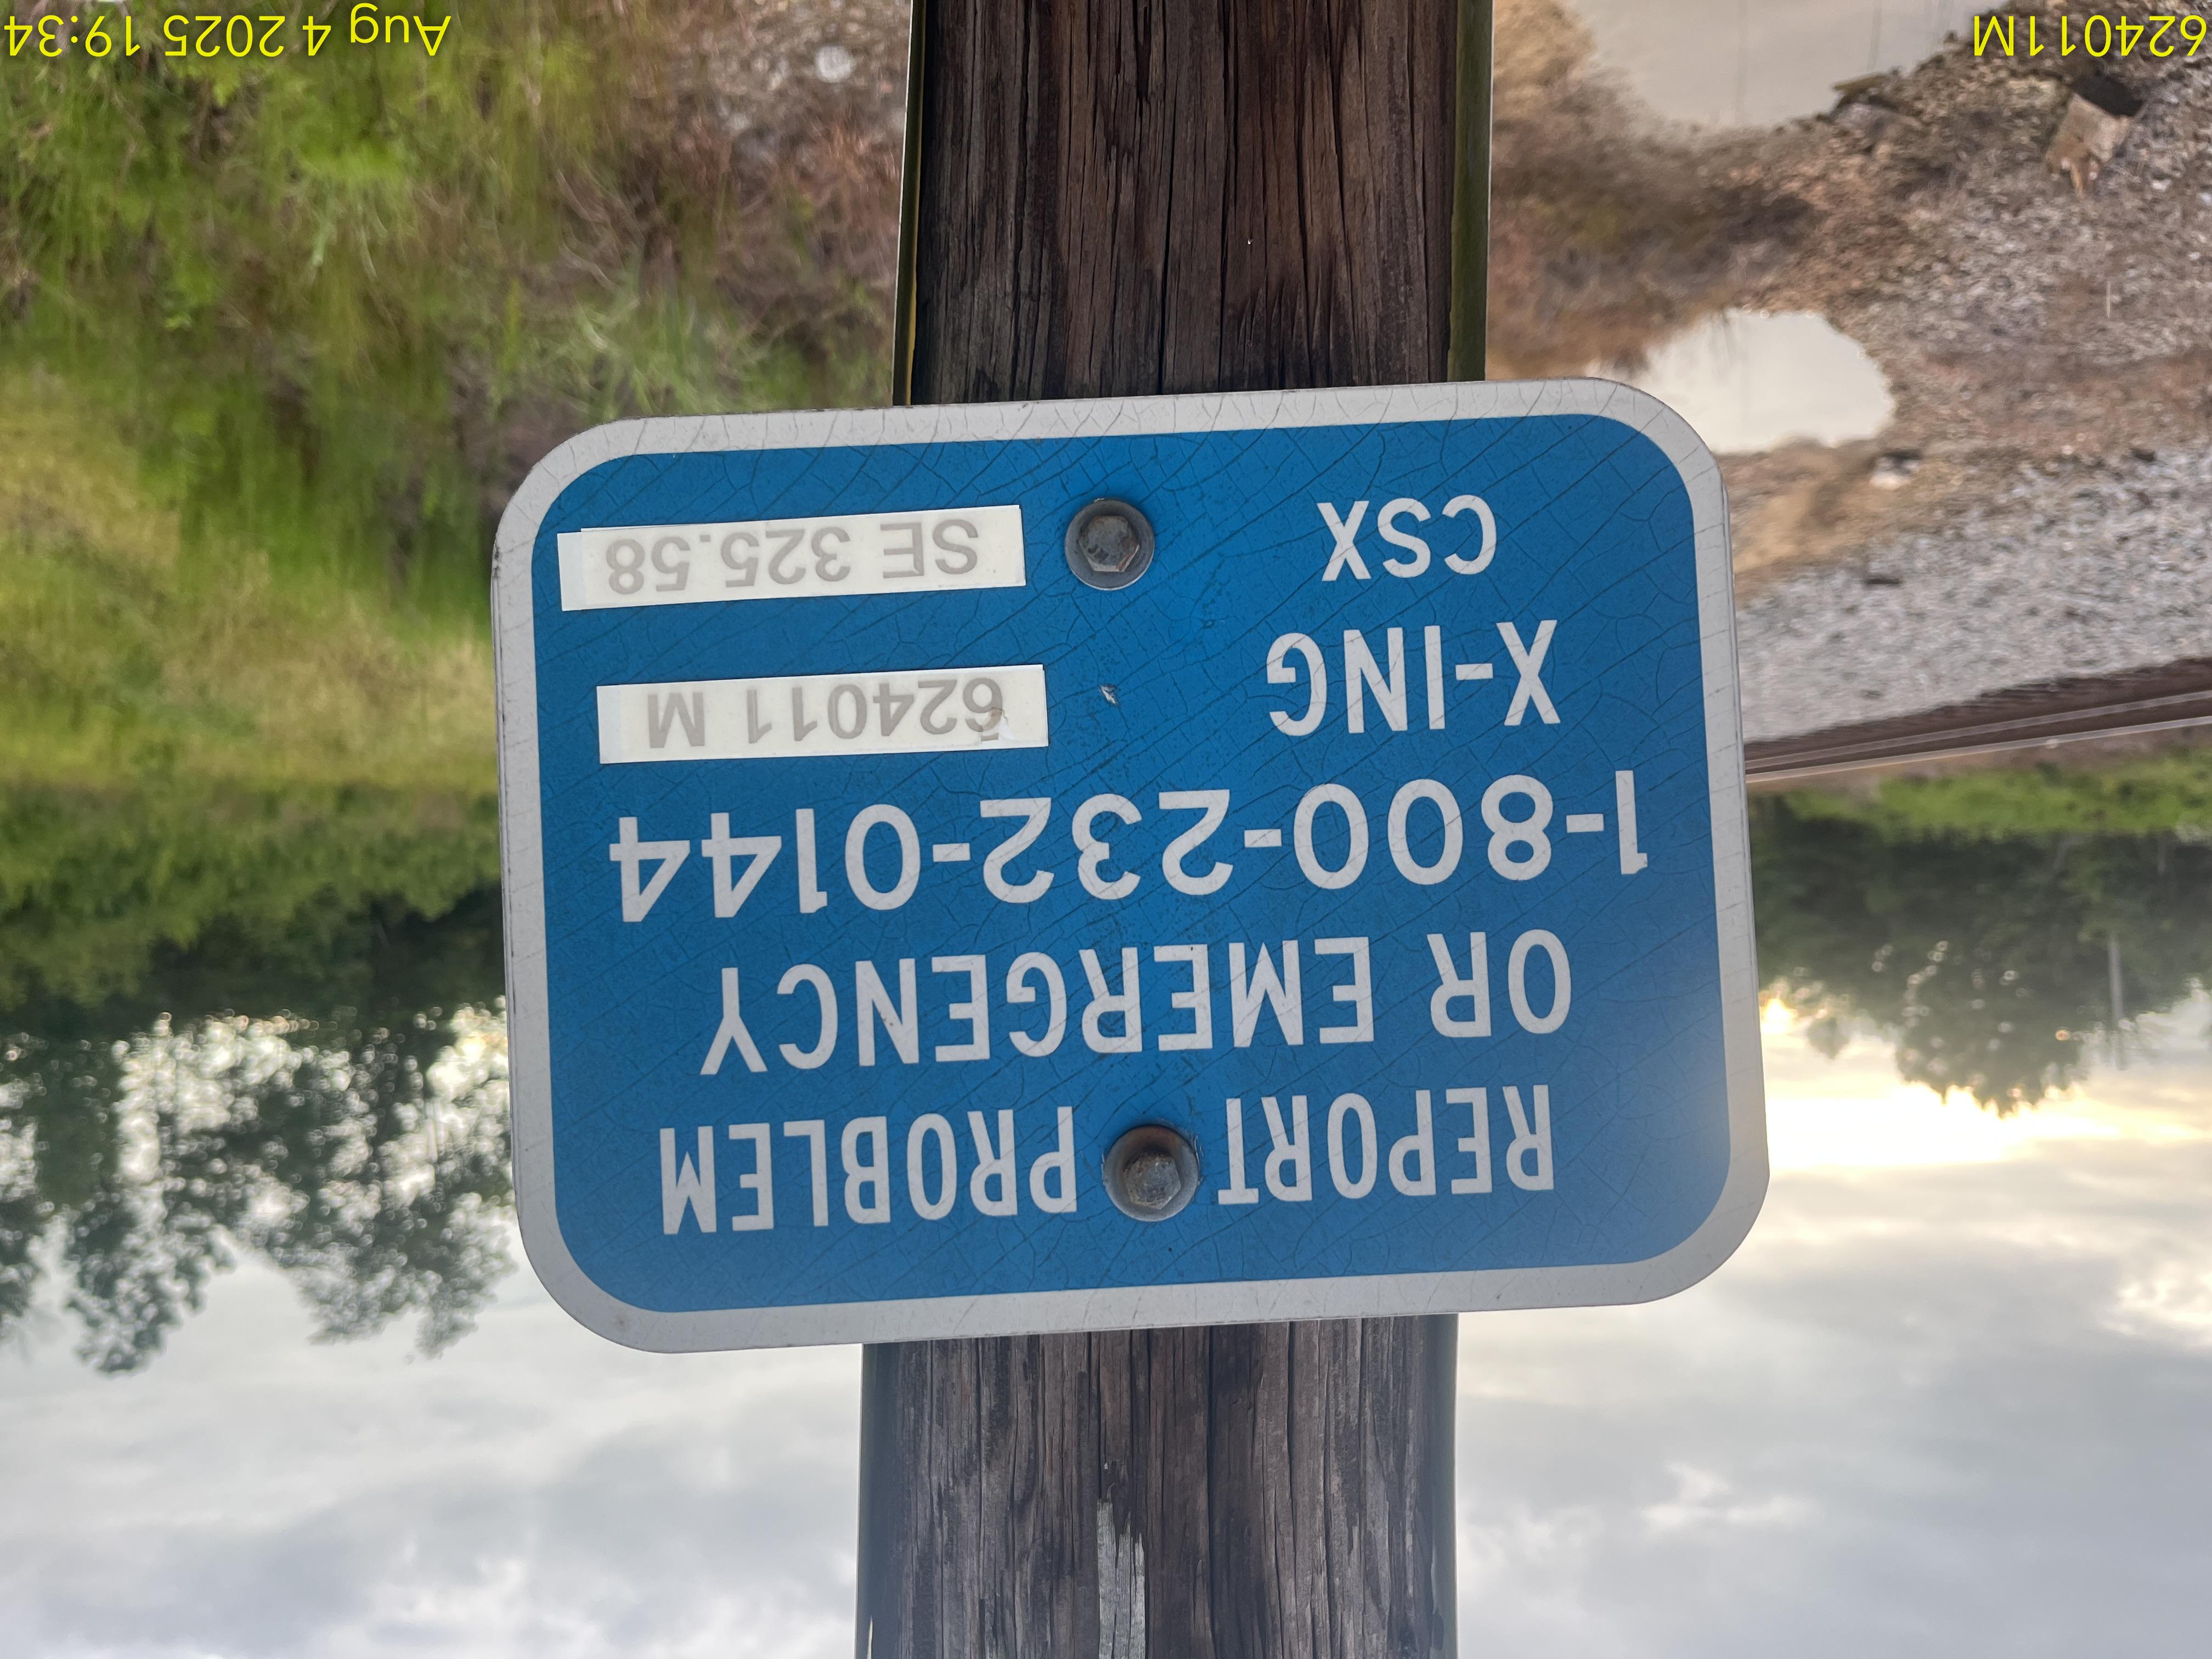 REPORT PROBLEM
OR EMERGENCY
1-800-232-0144
X-ING 624011 M
CSX SE 325.58
624011M
Aug 4 2025 19:34